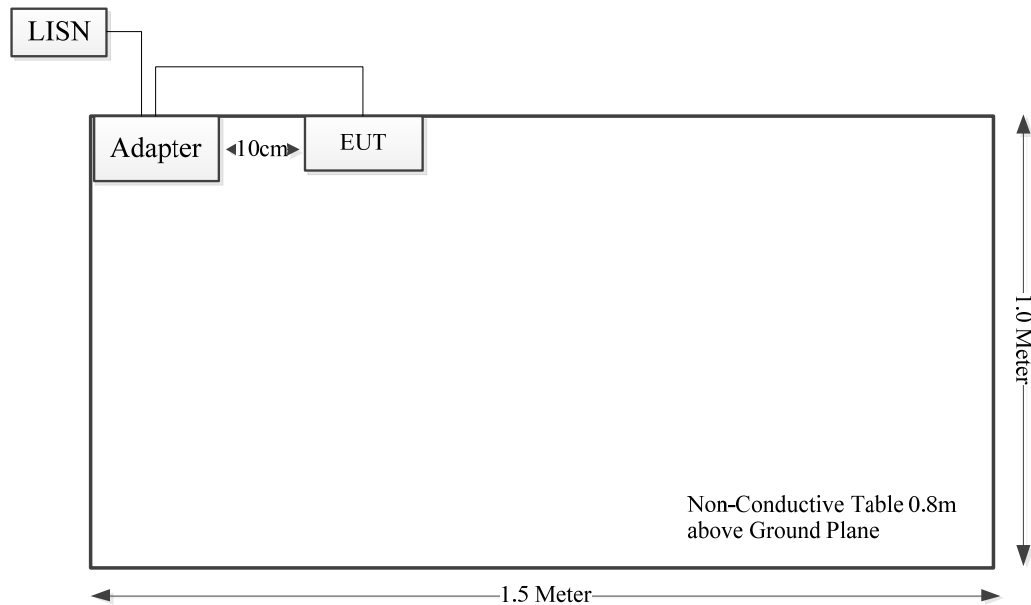 LISN
Adapter
10cm
EUT
1.0 Meter
Non-Conductive Table 0.8m
above Ground Plane
1.5 Meter